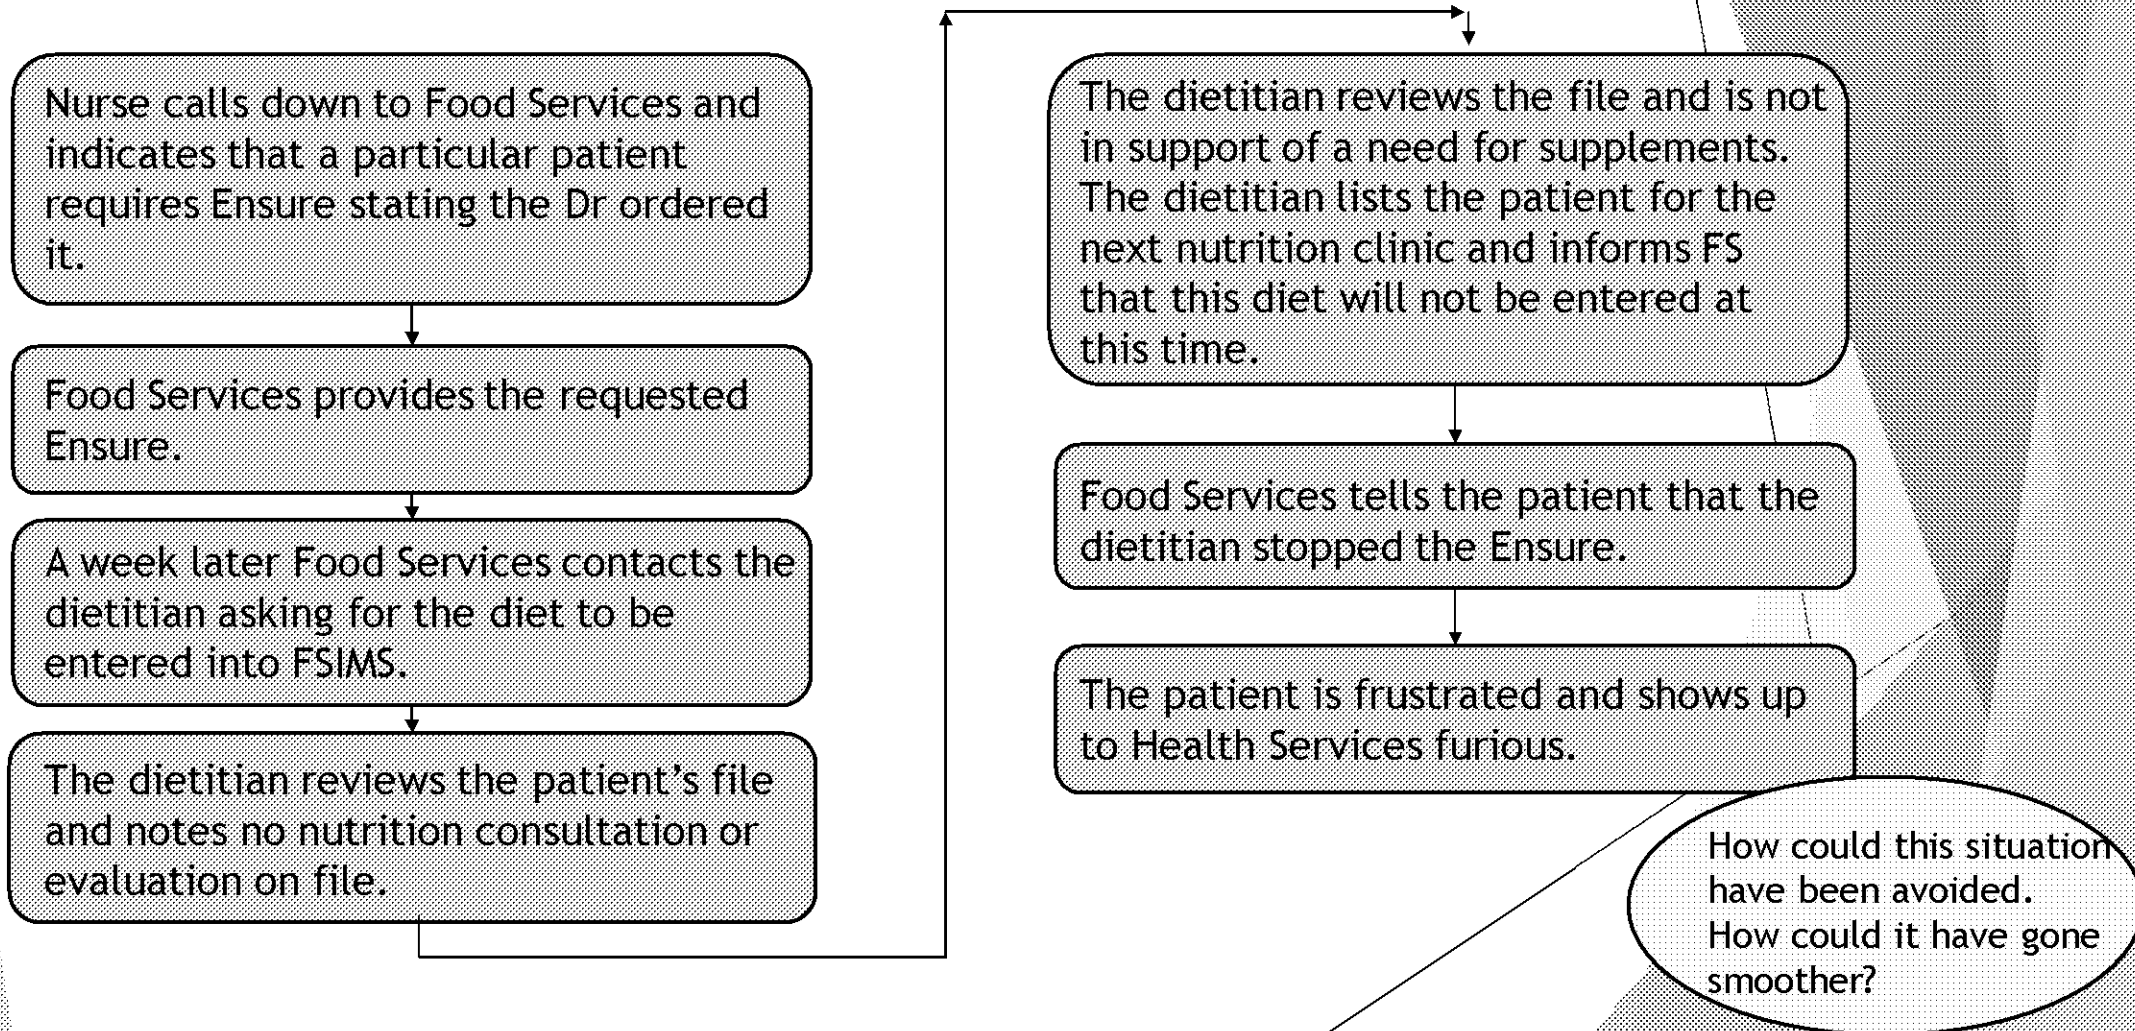 Nurse calls down to Food Services and
indicates that a particular patient
requires Ensure stating the Dr ordered
it.
Food Services provides the requested
Ensure.
A week later Food Services contacts the
dietitian asking for the diet to be
entered into FSIMS.
The dietitian reviews the patient’s file
and notes no nutrition consultation or
evaluation on file.
The dietitian reviews the file and is not
in support of a need for supplements.
The dietitian lists the patient for the
next nutrition clinic and informs FS
that this diet will not be entered at
this time.
Food Services tells the patient that the
dietitian stopped the Ensure.
The patient is frustrated and shows up
to Health Services furious.
How could this situation
have been avoided.
How could it have gone
smoother?